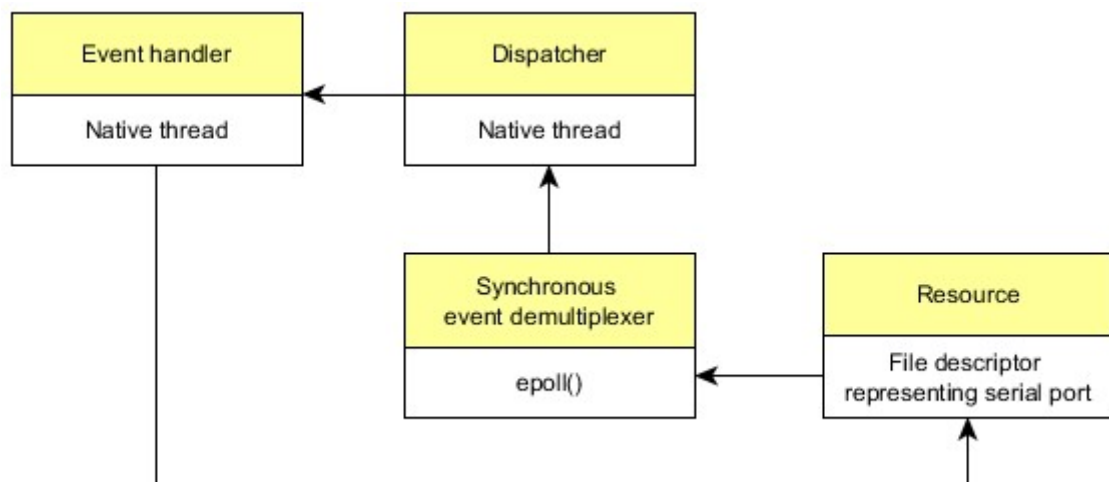 Event handler
Native thread
Dispatcher
Native thread
Synchronous
event demultiplexer
epoll()
Resource
File descriptor
representing serial port